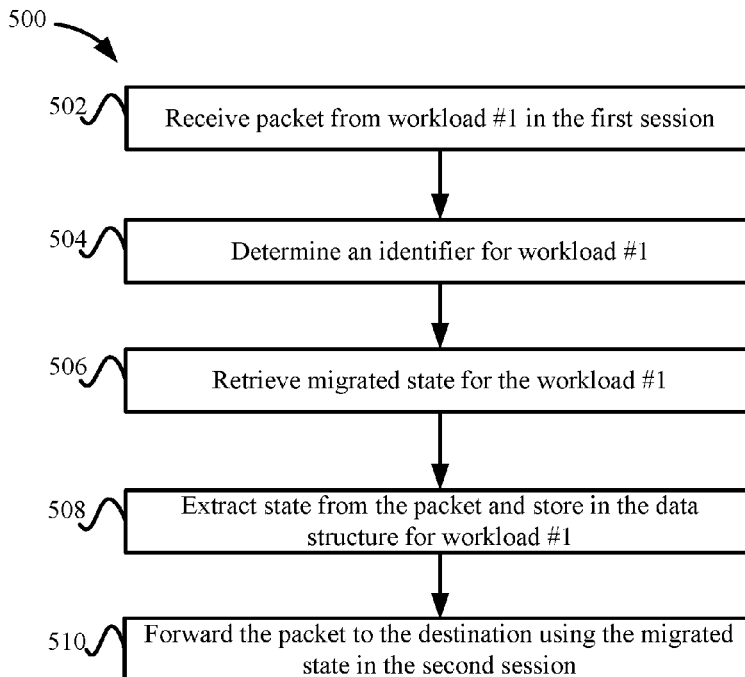 500
502
Receive packet from workload #1 in the first session
504
Determine an identifier for workload #1
506
Retrieve migrated state for the workload #1
508
Extract state from the packet and store in the data
structure for workload #1
510
Forward the packet to the destination using the migrated
state in the second session